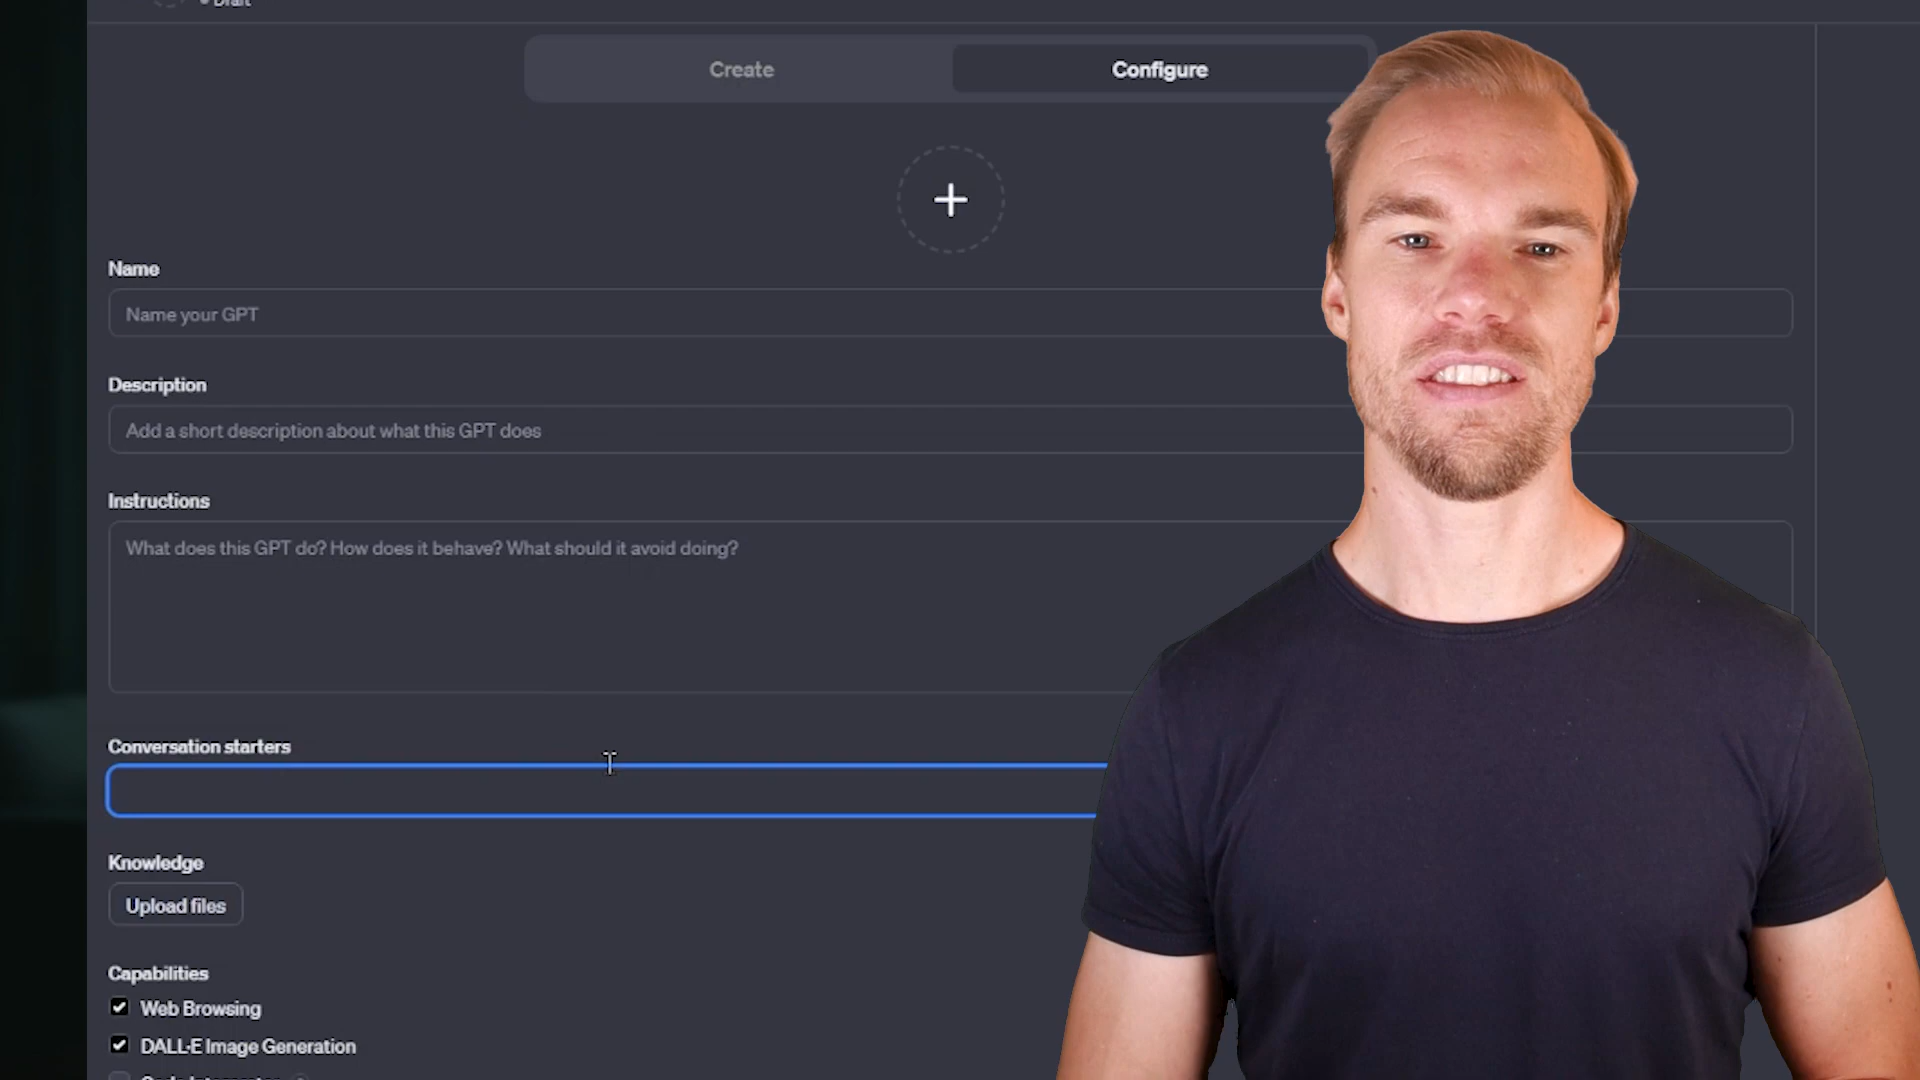 Draft
Create
Configure
Name
Name your GPT
Description
Add a short description about what this GPT does
Instructions
What does this GPT do? How does it behave? What should it avoid doing?
Conversation starters
Knowledge
Upload files
Capabilities
Web Browsing
DALL·E Image Generation